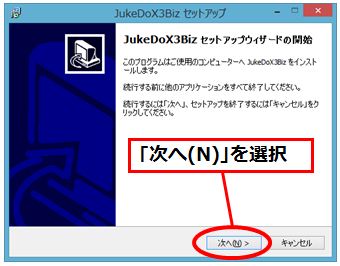 JukeDoX3Biz セットアップ
JukeDoX3Biz セットアップウィザードの開始
このプログラムはご使用のコンピューターへ JukeDoX3Biz をインスト
ールします。
続行する前に他のアプリケーションをすべて終了してください。
続行するには「次へ」、セットアップを終了するには「キャンセル」をク
リックしてください。
「次へ(N)」を選択
次へ(N) >
キャンセル